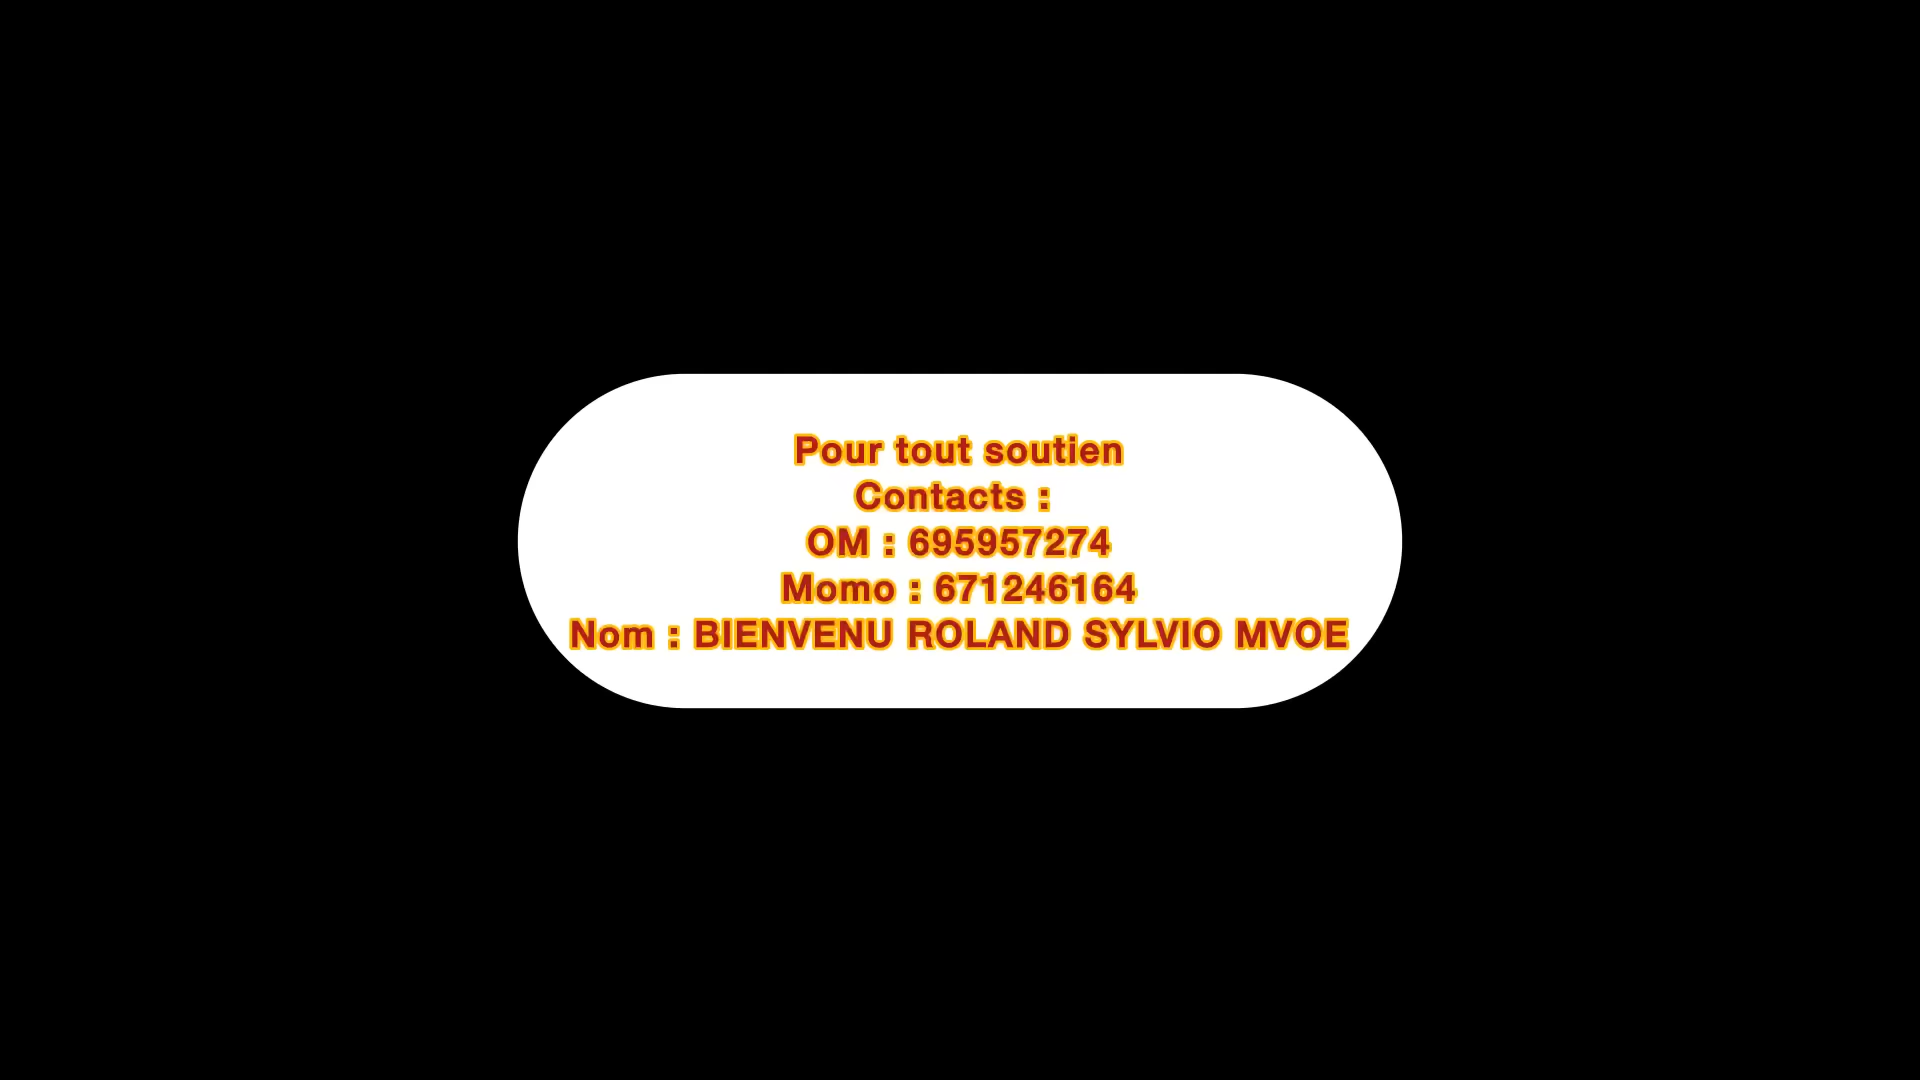 Pour tout soutien
Contacts :
OM : 695957274
Momo : 671246164
Nom : BIENVENU ROLAND SYLVIO MVOE